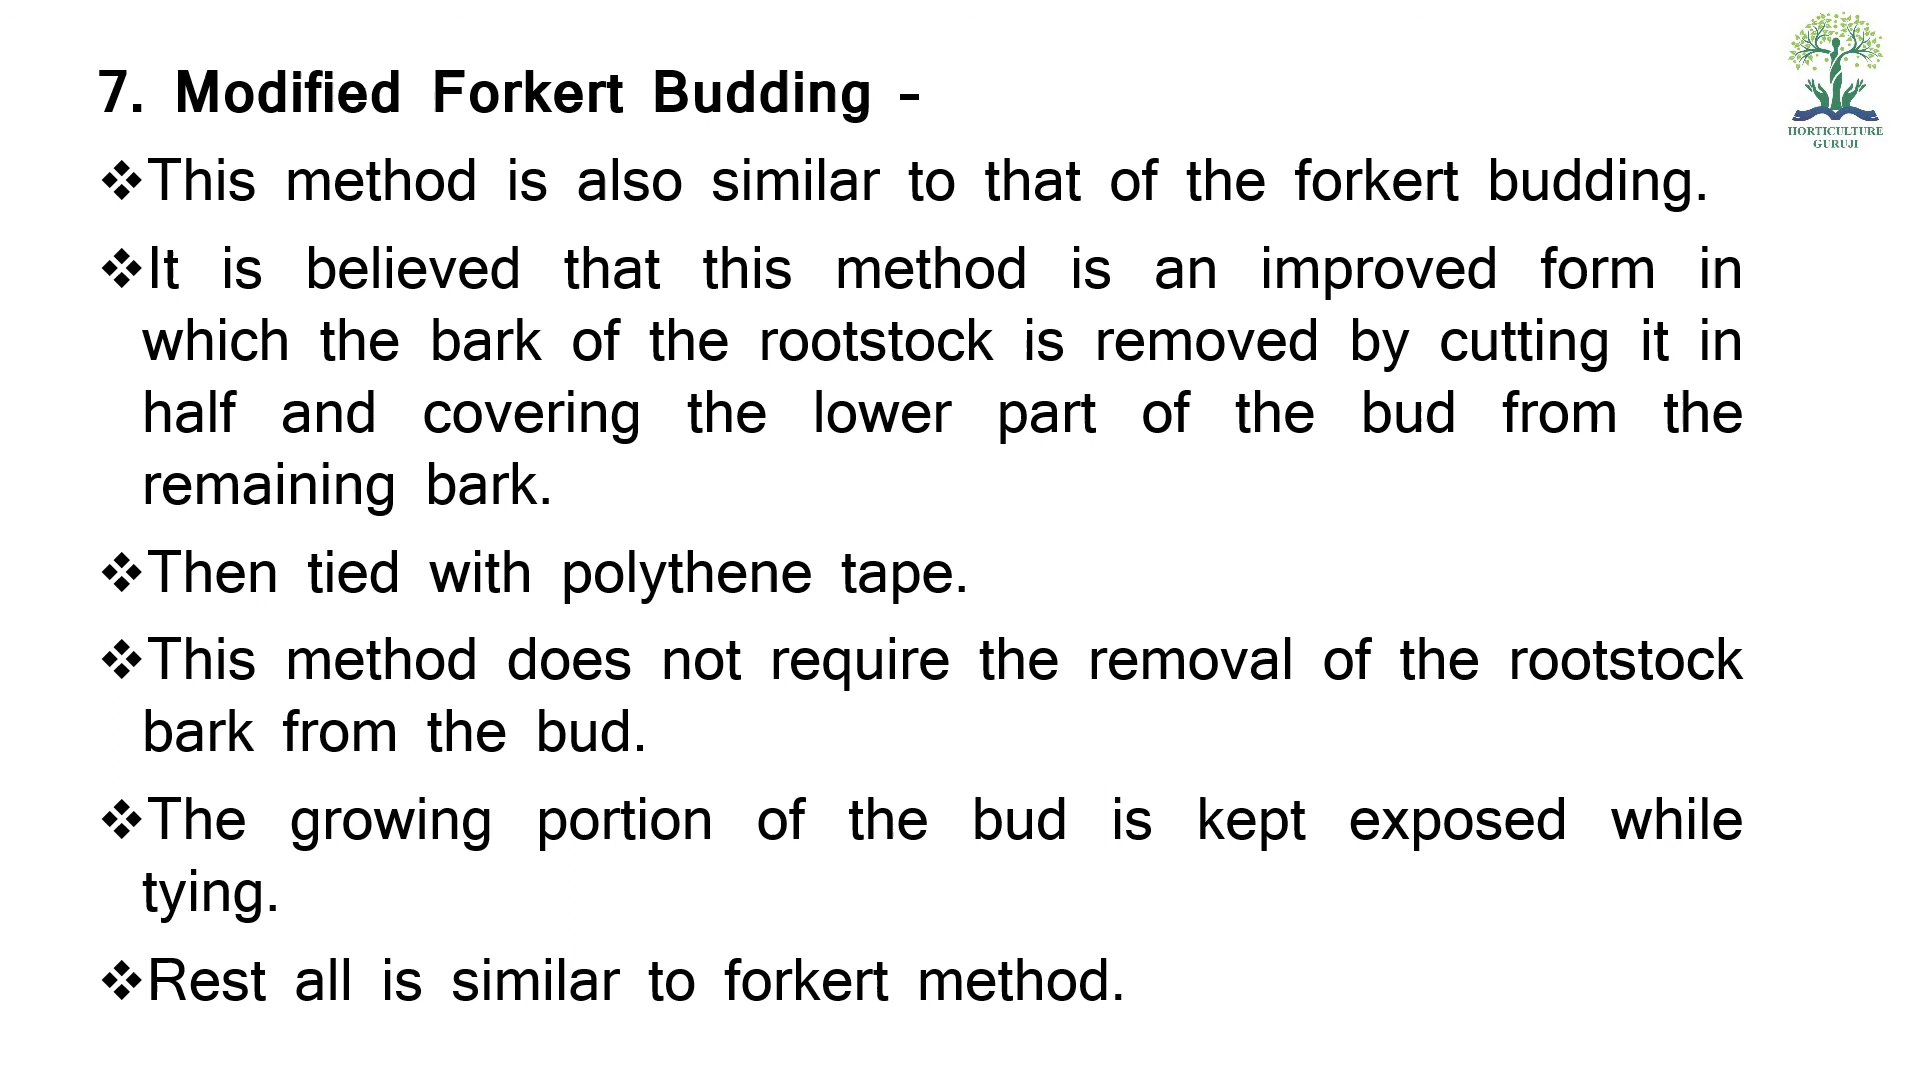 7. Modified Forkert Budding –
HORTICULTURE
GURUJI
❖This method is also similar to that of the forkert budding.
❖It is believed that this method is an improved form in
which the bark of the rootstock is removed by cutting it in
half and covering the lower part of the bud from the
remaining bark.
❖Then tied with polythene tape.
❖This method does not require the removal of the rootstock
bark from the bud.
❖The growing portion of the bud is kept exposed while
tying.
❖Rest all is similar to forkert method.